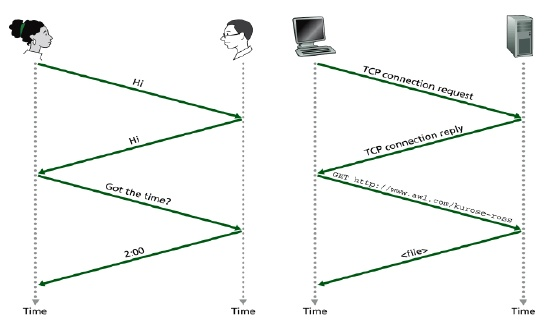 Hi
Hi
Got the time?
2:00
Time
Time
TCP connection request
TCP connection reply
GET http://www.awl.com/kurose-ross
<file>
Time
Time